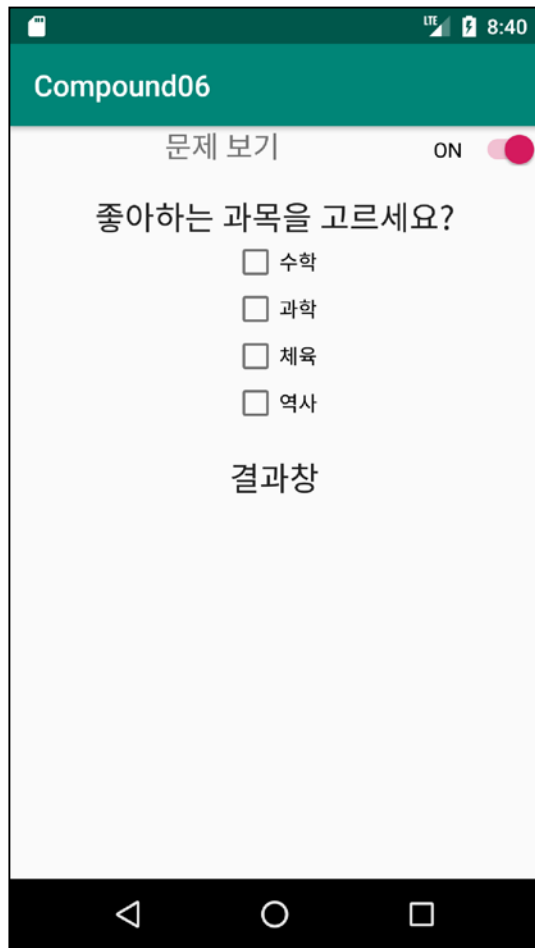 LTE 8:40
Compound06
문제 보기 ON
좋아하는 과목을 고르세요?
수학
과학
체육
역사
결과창